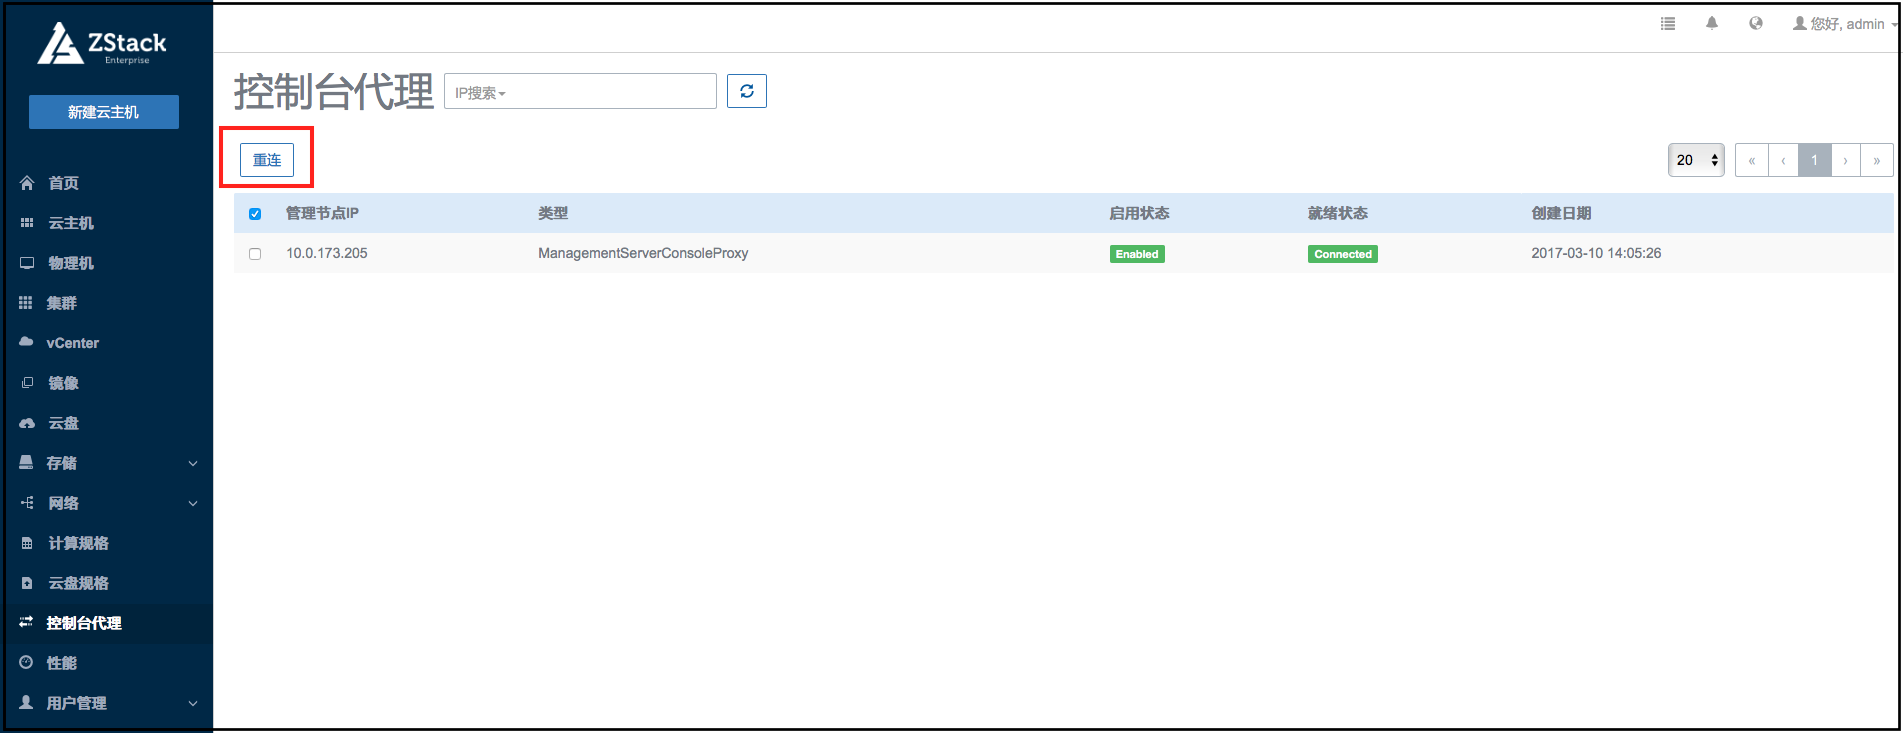 ZStack
Enterprise
新建云主机
首页
云主机
物理机
集群
vCenter
镜像
云盘
存储
网络
计算规格
云盘规格
控制台代理
性能
用户管理
您好, admin
控制台代理
IP搜索
重连
20
« ‹ 1 › »
管理节点IP 类型 启用状态 就绪状态 创建日期
10.0.173.205 ManagementServerConsoleProxy Enabled Connected 2017-03-10 14:05:26